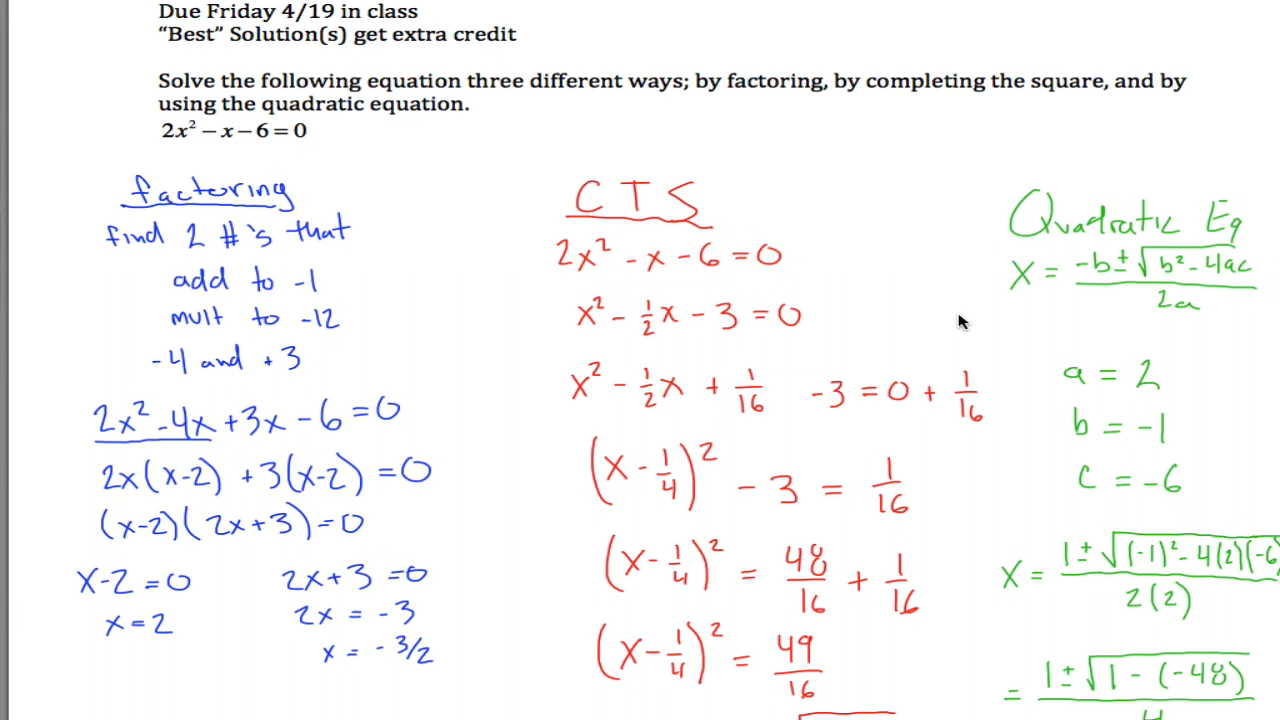 Due Friday 4/19 in class
“Best” Solution(s) get extra credit
Solve the following equation three different ways; by factoring, by completing the square, and by
using the quadratic equation.
2x² − x − 6 = 0
factoring
find 2 #'s that
add to -1
mult to -12
-4 and +3
2x² - 4x + 3x - 6 = 0
2x(x-2) + 3(x-2) = 0
(x-2)(2x+3) = 0
x-2 = 0
2x+3 = 0
x = 2
2x = -3
x = -3/2
CTS
2x² - x - 6 = 0
x² - 1/2 x - 3 = 0
x² - 1/2 x + 1/16 - 3 = 0 + 1/16
(x - 1/4)² - 3 = 1/16
(x - 1/4)² = 48/16 + 1/16
(x - 1/4)² = 49/16
Quadratic Eq
x = -b ± √b² - 4ac / 2a
a = 2
b = -1
c = -6
x = 1 ± √(-1)² - 4(2)(-6 / 2(2)
= 1 ± √1 - (-48) / 4